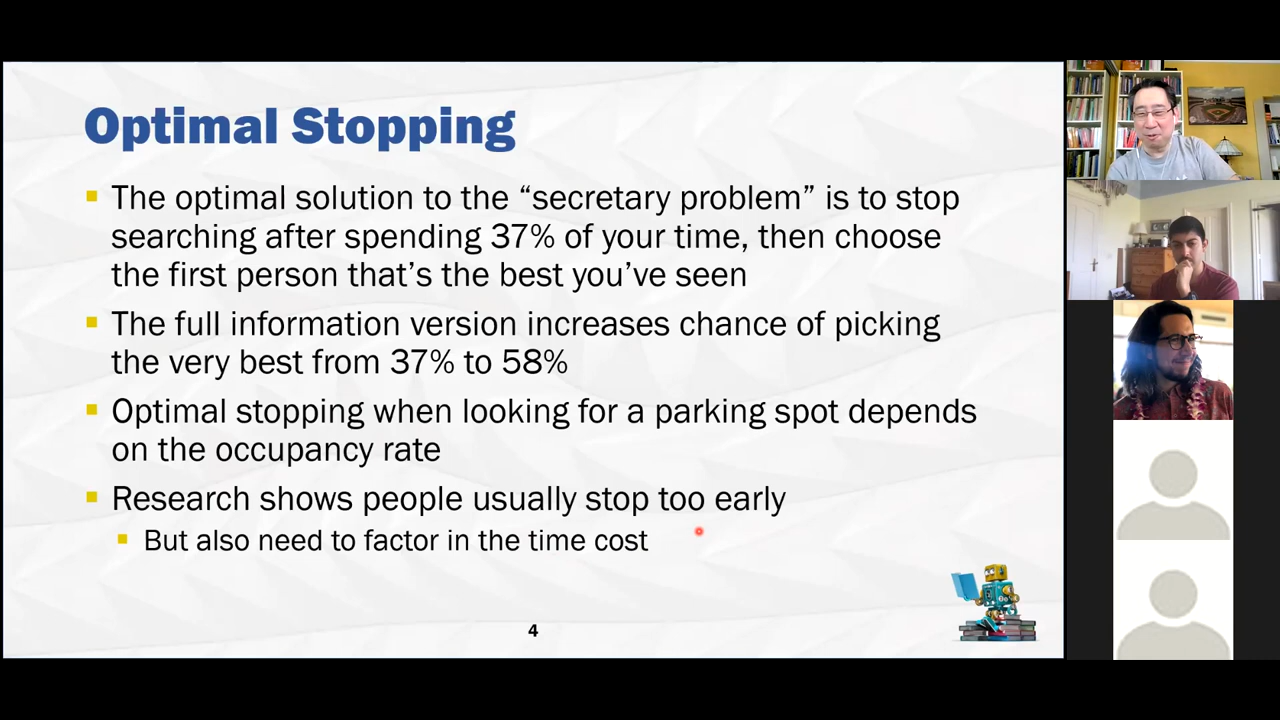 Optimal Stopping
The optimal solution to the “secretary problem” is to stop
searching after spending 37% of your time, then choose
the first person that’s the best you’ve seen
The full information version increases chance of picking
the very best from 37% to 58%
Optimal stopping when looking for a parking spot depends
on the occupancy rate
Research shows people usually stop too early
But also need to factor in the time cost
4